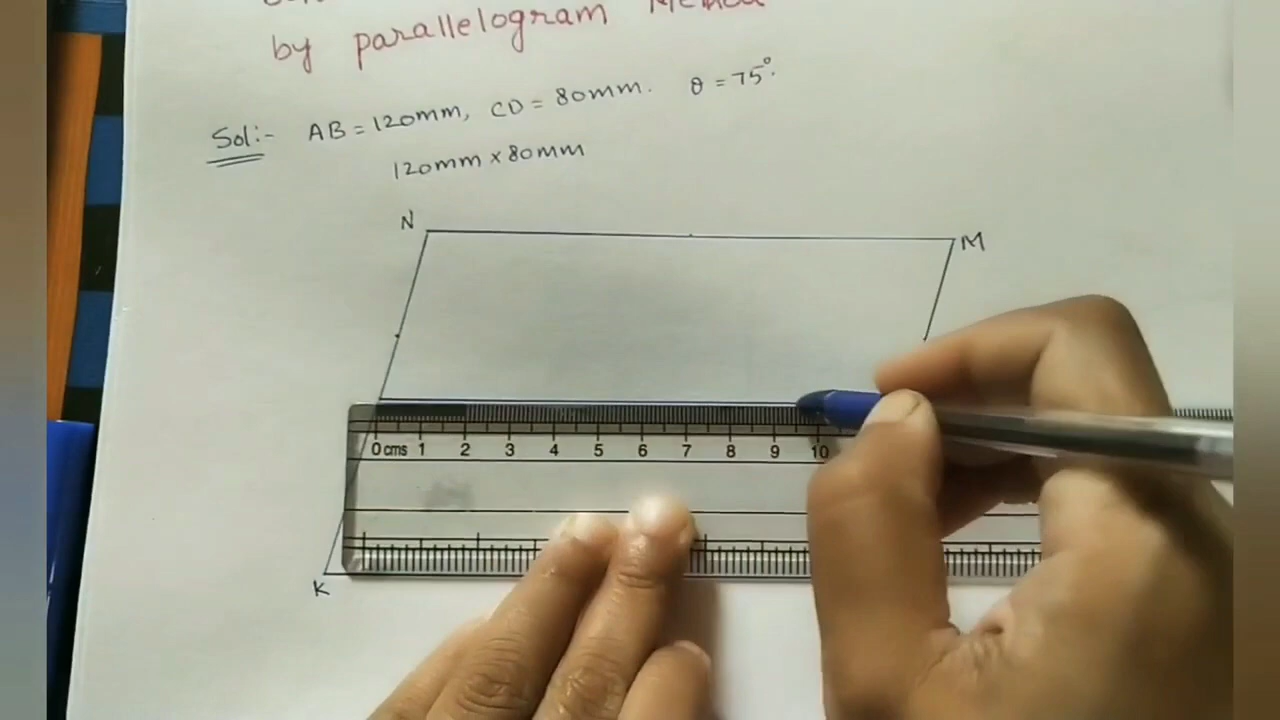 by parallelogram
Sol:- AB = 120mm, CD = 80mm. θ = 75°.
120mm × 80mm
N
M
0 cms 1 2 3 4 5 6 7 8 9 10
K